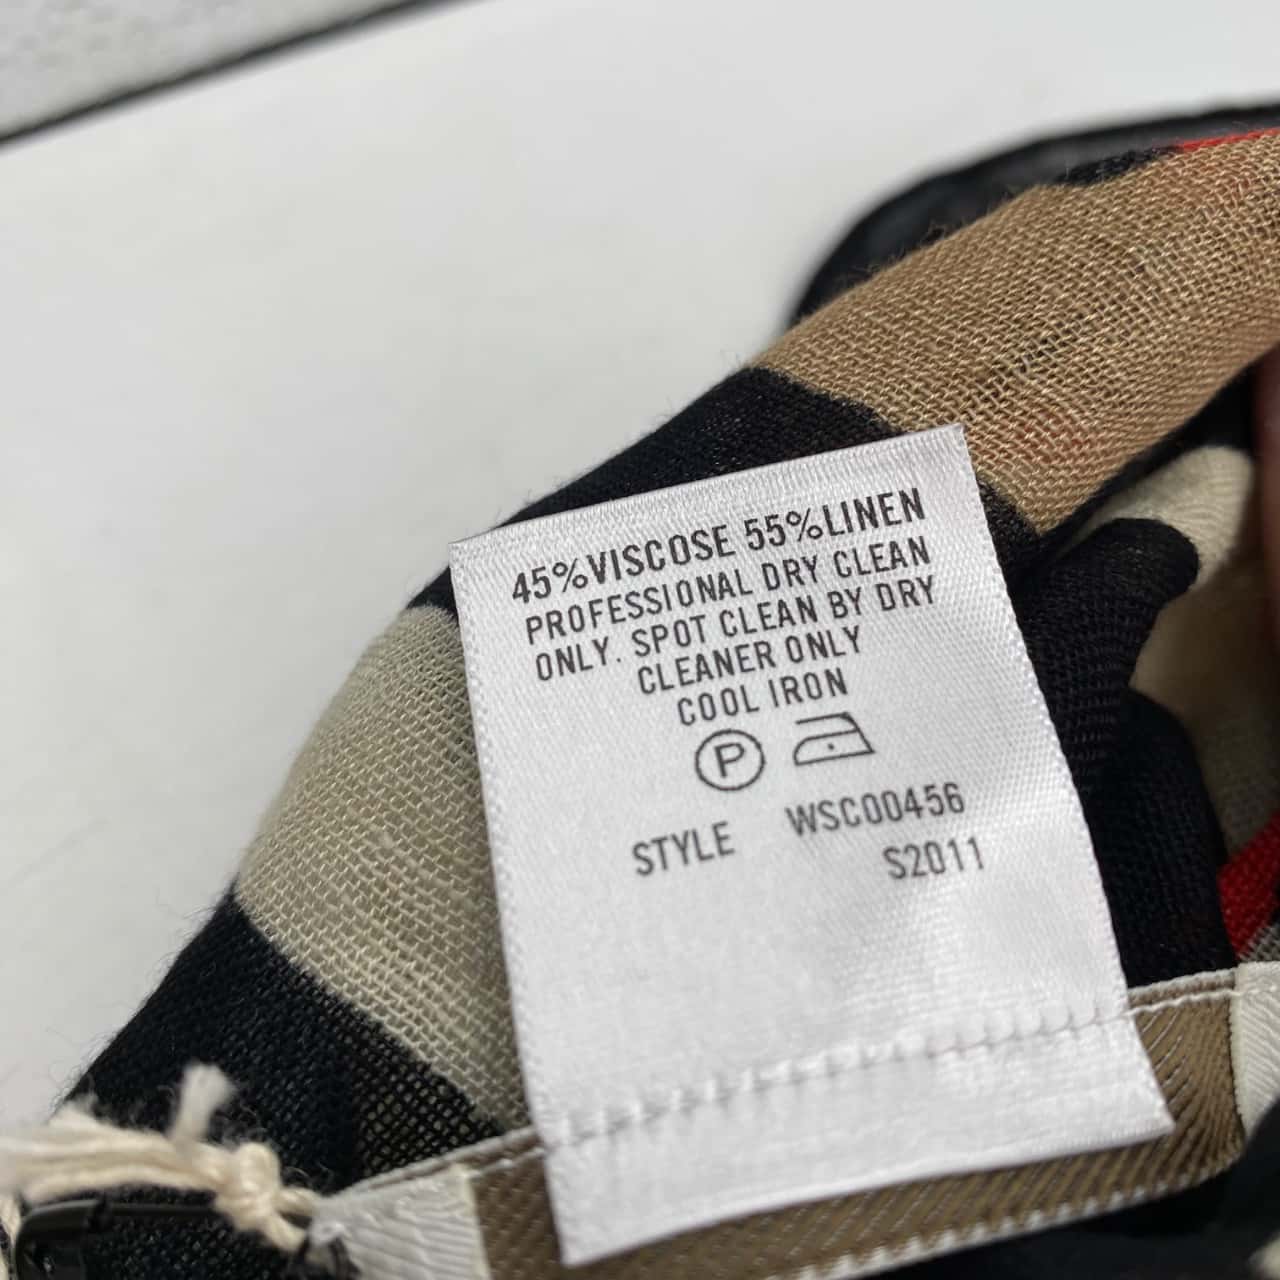 45%VISCOSE 55%LINEN
PROFESSIONAL DRY CLEAN
ONLY. SPOT CLEAN BY DRY
CLEANER ONLY
COOL IRON
P
STYLE WSC00456
S2011